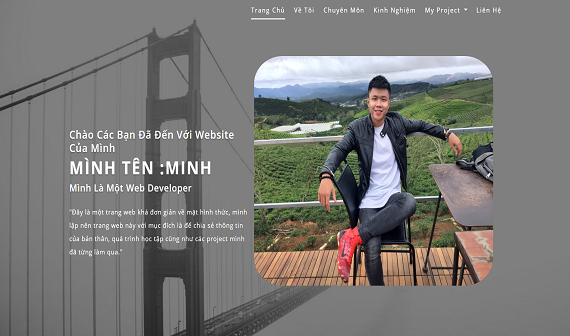 Trang Chủ Về Tôi Chuyên Môn Kinh Nghiệm My Project Liên Hệ
Chào Các Bạn Đã Đến Với Website
Của Mình
MÌNH TÊN :MINH
Mình Là Một Web Developer
"Đây là một trang web khá đơn giản về mặt hình thức, mình
lập nên trang web này với mục đích là để chia sẻ thông tin
của bản thân, quá trình học tập cũng như các project mình
đã từng làm qua."